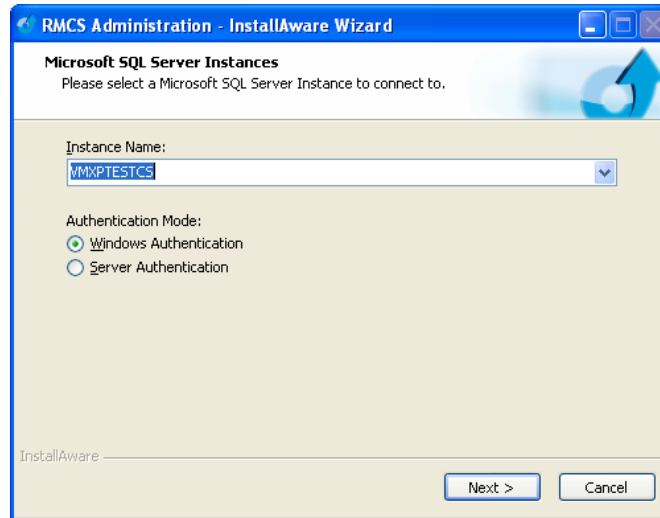 RMCS Administration - InstallAware Wizard
Microsoft SQL Server Instances
Please select a Microsoft SQL Server Instance to connect to.
Instance Name:
VMXPTESTCS
Authentication Mode:
Windows Authentication
Server Authentication
InstallAware
Next >
Cancel